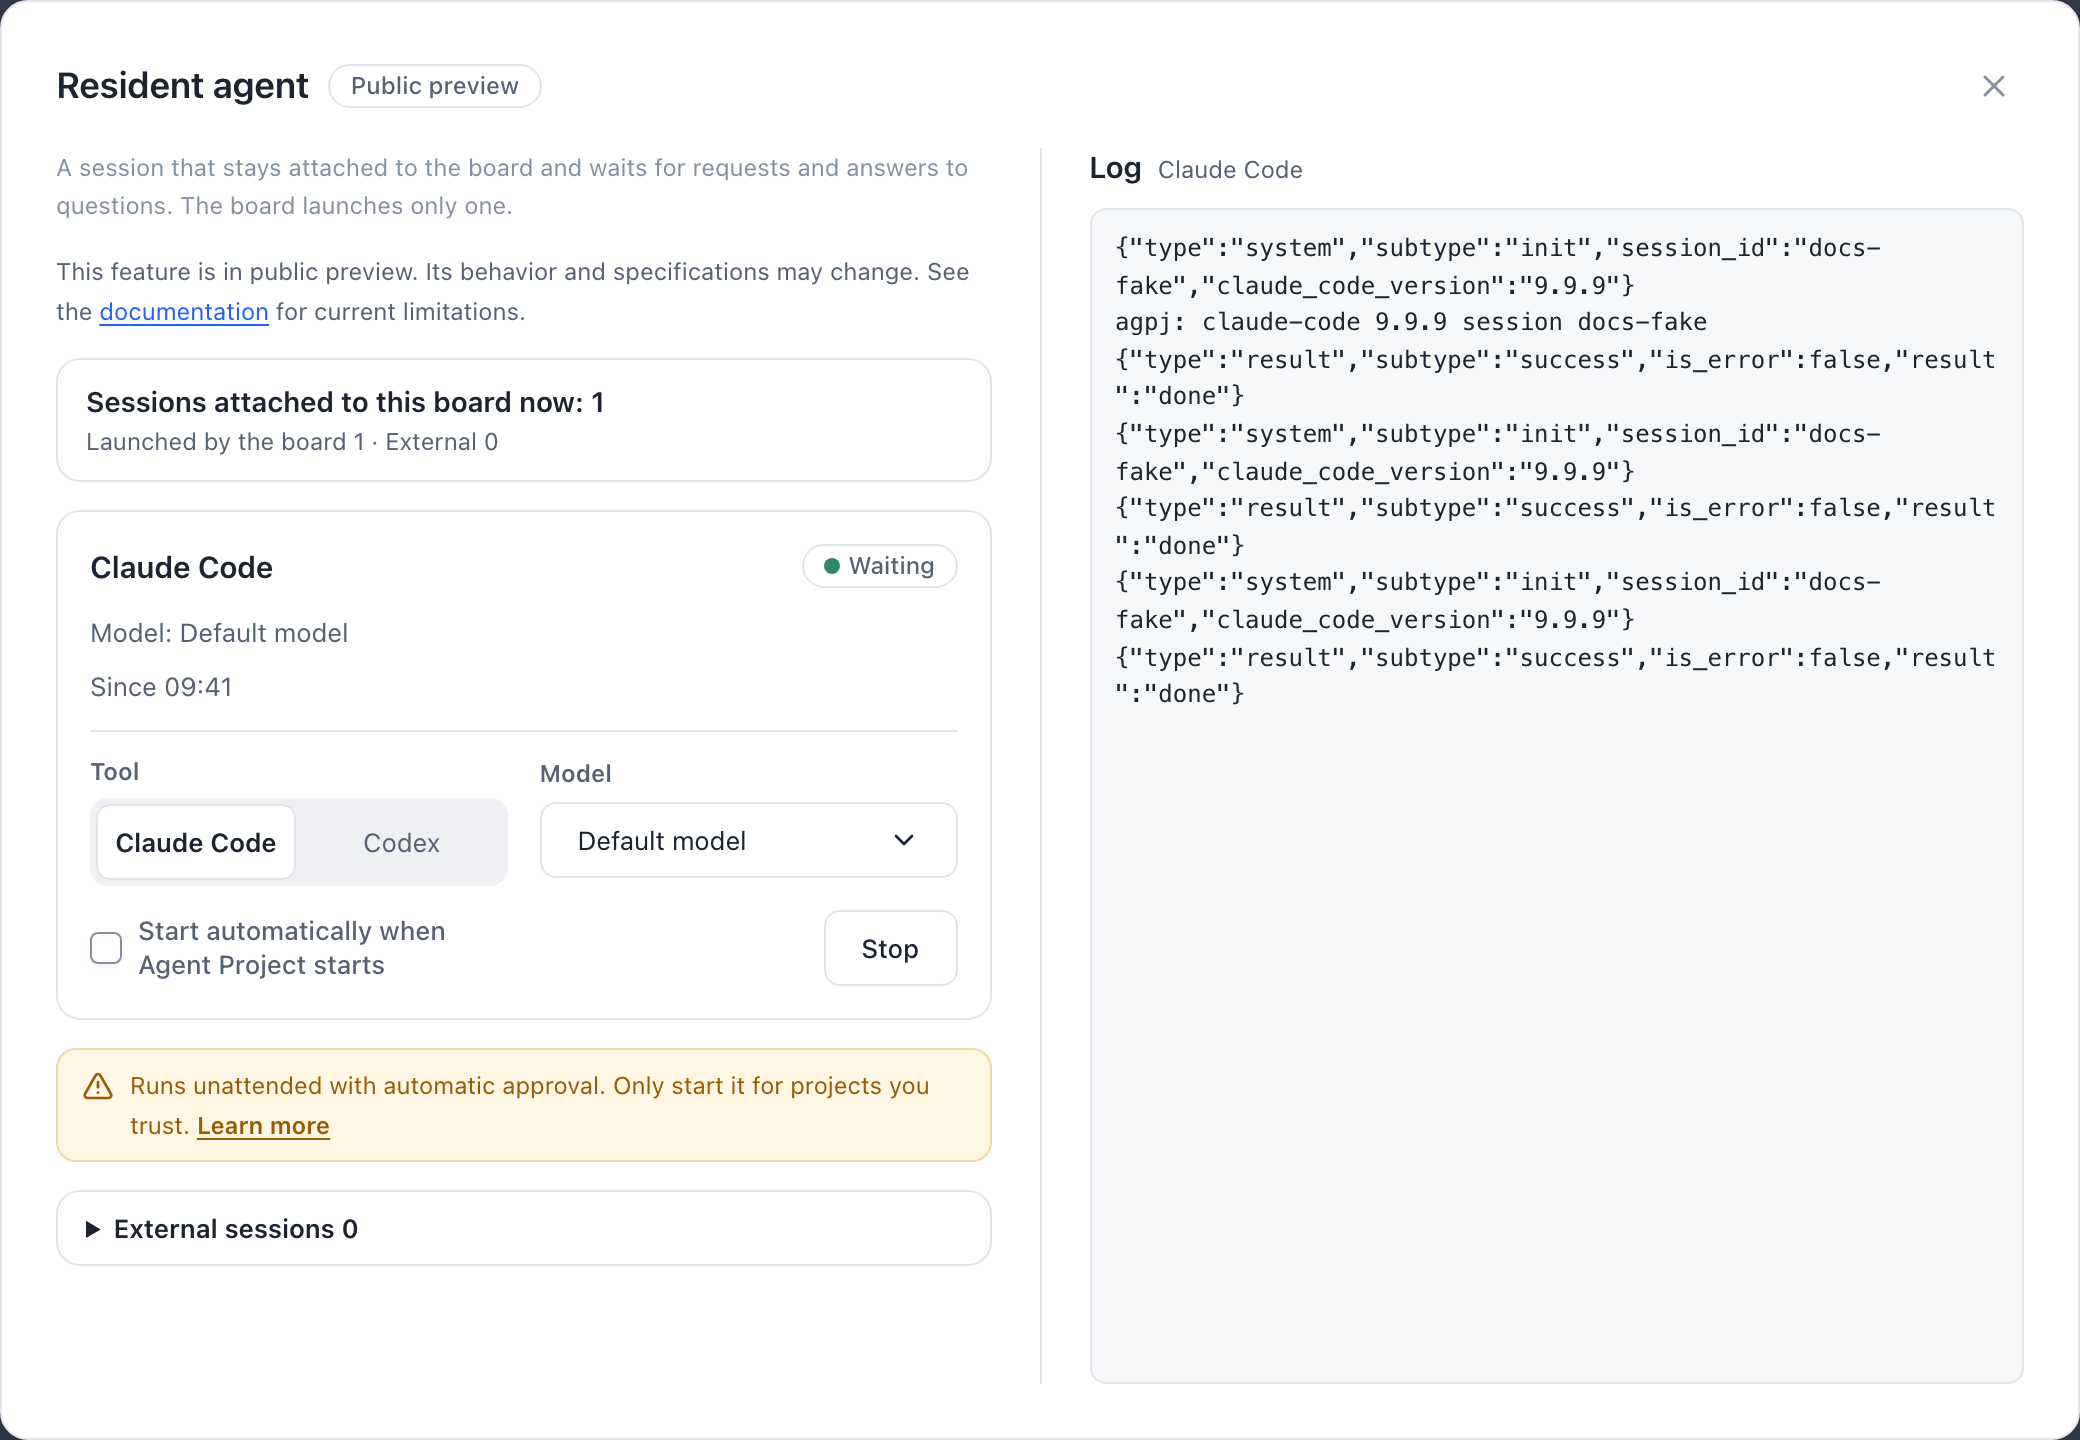 Resident agent
Public preview
A session that stays attached to the board and waits for requests and answers to
questions. The board launches only one.
This feature is in public preview. Its behavior and specifications may change. See
the documentation for current limitations.
Sessions attached to this board now: 1
Launched by the board 1 · External 0
Claude Code
Waiting
Model: Default model
Since 09:41
Tool
Model
Claude Code
Codex
Default model
Start automatically when
Agent Project starts
Stop
Runs unattended with automatic approval. Only start it for projects you
trust. Learn more
External sessions 0
Log Claude Code
{"type":"system","subtype":"init","session_id":"docs-
fake","claude_code_version":"9.9.9"}
agpj: claude-code 9.9.9 session docs-fake
{"type":"result","subtype":"success","is_error":false,"result
":"done"}
{"type":"system","subtype":"init","session_id":"docs-
fake","claude_code_version":"9.9.9"}
{"type":"result","subtype":"success","is_error":false,"result
":"done"}
{"type":"system","subtype":"init","session_id":"docs-
fake","claude_code_version":"9.9.9"}
{"type":"result","subtype":"success","is_error":false,"result
":"done"}